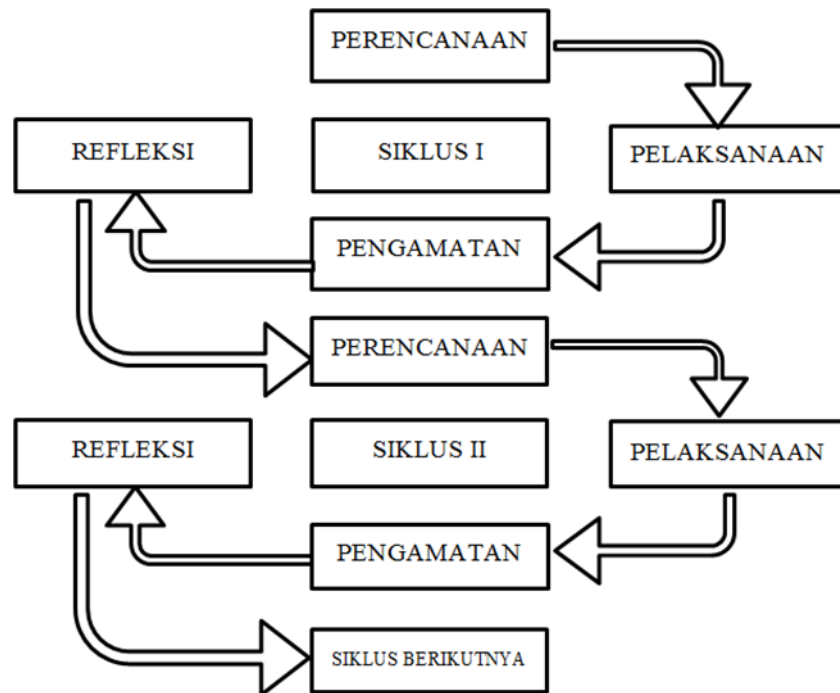 PERENCANAAN
REFLEKSI
SIKLUS I
PELAKSANAAN
PENGAMATAN
PERENCANAAN
REFLEKSI
SIKLUS II
PELAKSANAAN
PENGAMATAN
SIKLUS BERIKUTNYA